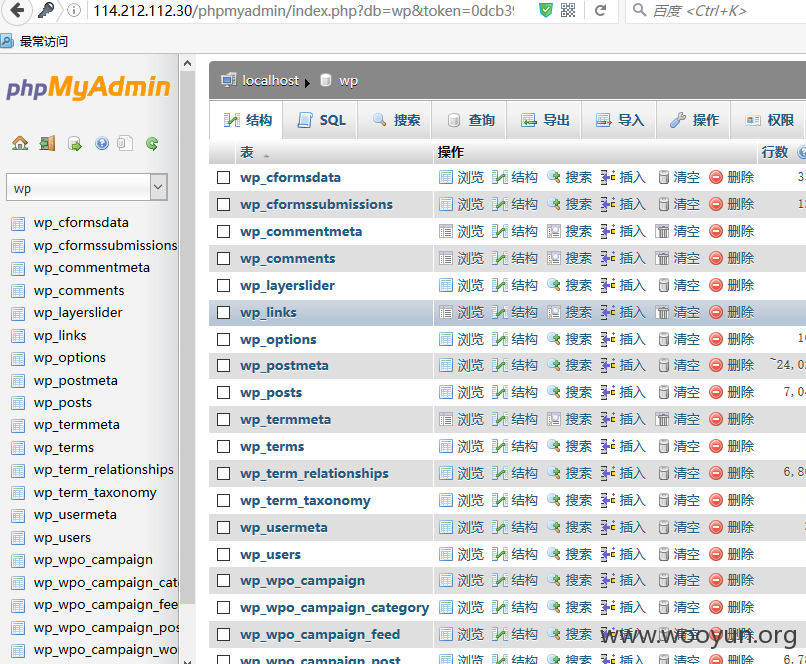 114.212.112.30/phpmyadmin/index.php?db=wp&token=0dcb39
百度 <Ctrl+K>
最常访问
phpMyAdmin
wp
wp_cformsdata
wp_cformssubmissions
wp_commentmeta
wp_comments
wp_layerslider
wp_links
wp_options
wp_postmeta
wp_posts
wp_termmeta
wp_terms
wp_term_relationships
wp_term_taxonomy
wp_usermeta
wp_users
wp_wpo_campaign
wp_wpo_campaign_cat
wp_wpo_campaign_fee
wp_wpo_campaign_pos
wp_wpo_campaign_wo
localhost wp
结构 SQL 搜索 查询 导出 导入 操作 权限
表 操作 行数
wp_cformsdata 浏览 结构 搜索 插入 清空 删除
wp_cformssubmissions 浏览 结构 搜索 插入 清空 删除
wp_commentmeta 浏览 结构 搜索 插入 清空 删除
wp_comments 浏览 结构 搜索 插入 清空 删除
wp_layerslider 浏览 结构 搜索 插入 清空 删除
wp_links 浏览 结构 搜索 插入 清空 删除
wp_options 浏览 结构 搜索 插入 清空 删除
wp_postmeta 浏览 结构 搜索 插入 清空 删除 ~24,0
wp_posts 浏览 结构 搜索 插入 清空 删除 7,0
wp_termmeta 浏览 结构 搜索 插入 清空 删除
wp_terms 浏览 结构 搜索 插入 清空 删除
wp_term_relationships 浏览 结构 搜索 插入 清空 删除 6,8
wp_term_taxonomy 浏览 结构 搜索 插入 清空 删除
wp_usermeta 浏览 结构 搜索 插入 清空 删除
wp_users 浏览 结构 搜索 插入 清空 删除
wp_wpo_campaign 浏览 结构 搜索 插入 清空 删除
wp_wpo_campaign_category 浏览 结构 搜索 插入 清空 删除
wp_wpo_campaign_feed 浏览 结构 搜索 插入 清空 删除
wp_wpo_campaign_post 浏览 结构 搜索 插入 清空 删除 6,7
www.wooyun.org